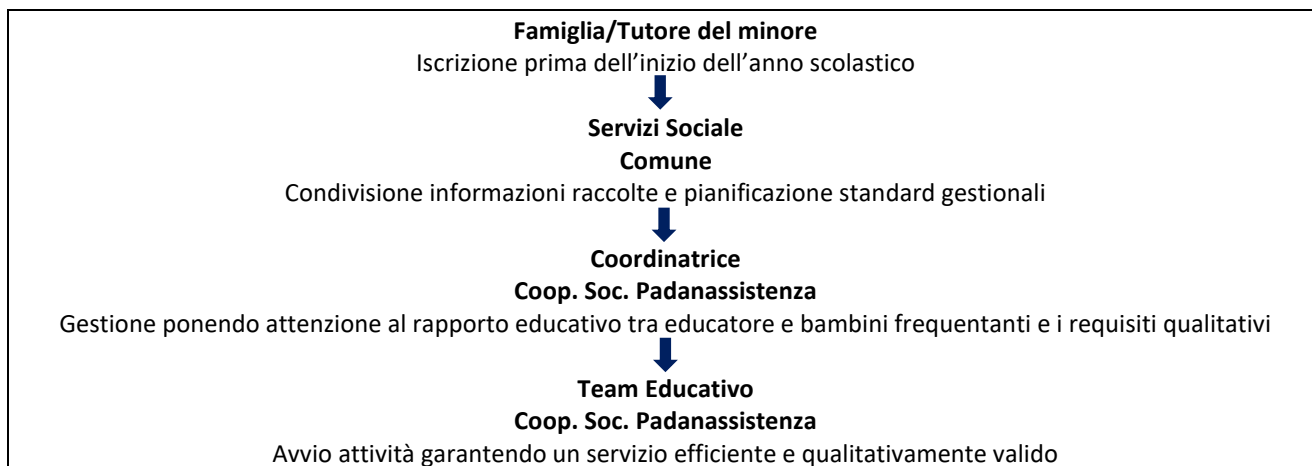 Famiglia/Tutore del minore
Iscrizione prima dell’inizio dell’anno scolastico
Servizi Sociale
Comune
Condivisione informazioni raccolte e pianificazione standard gestionali
Coordinatrice
Coop. Soc. Padanassistenza
Gestione ponendo attenzione al rapporto educativo tra educatore e bambini frequentanti e i requisiti qualitativi
Team Educativo
Coop. Soc. Padanassistenza
Avvio attività garantendo un servizio efficiente e qualitativamente valido